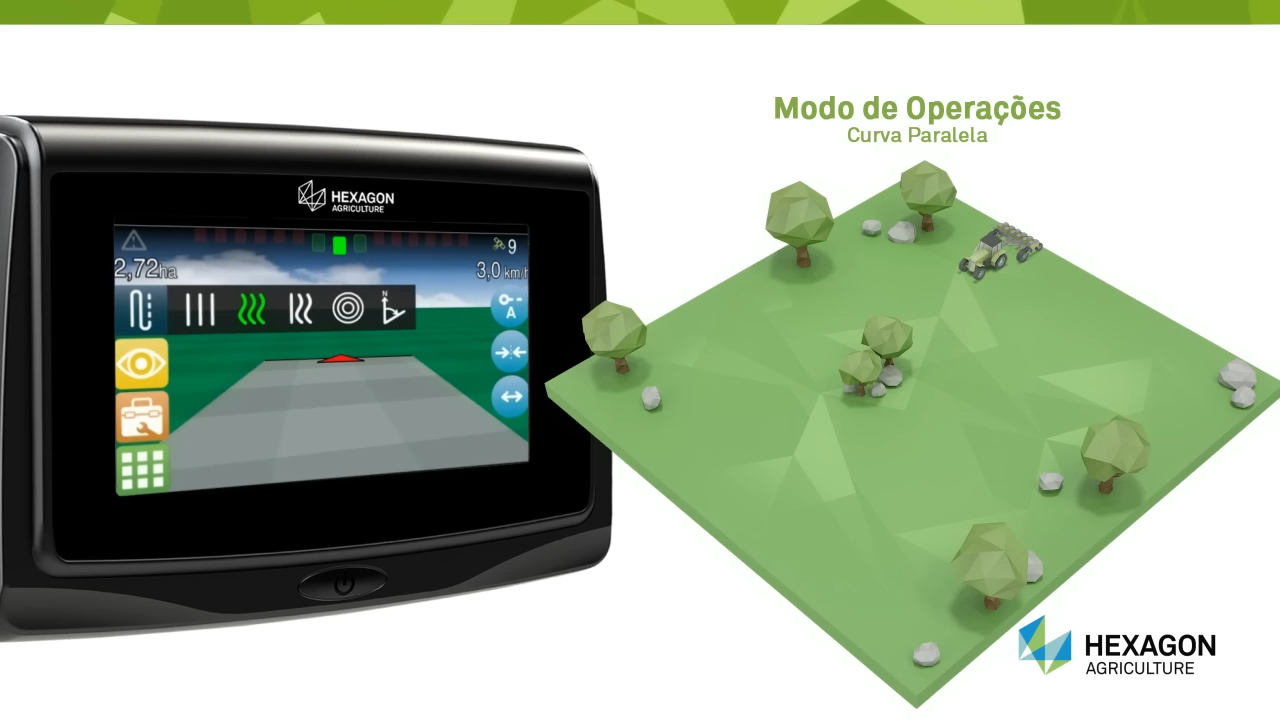 Modo de Operações
Curva Paralela
HEXAGON
AGRICULTURE
9
2,72ha
3,0 km/h
N
A
HEXAGON
AGRICULTURE